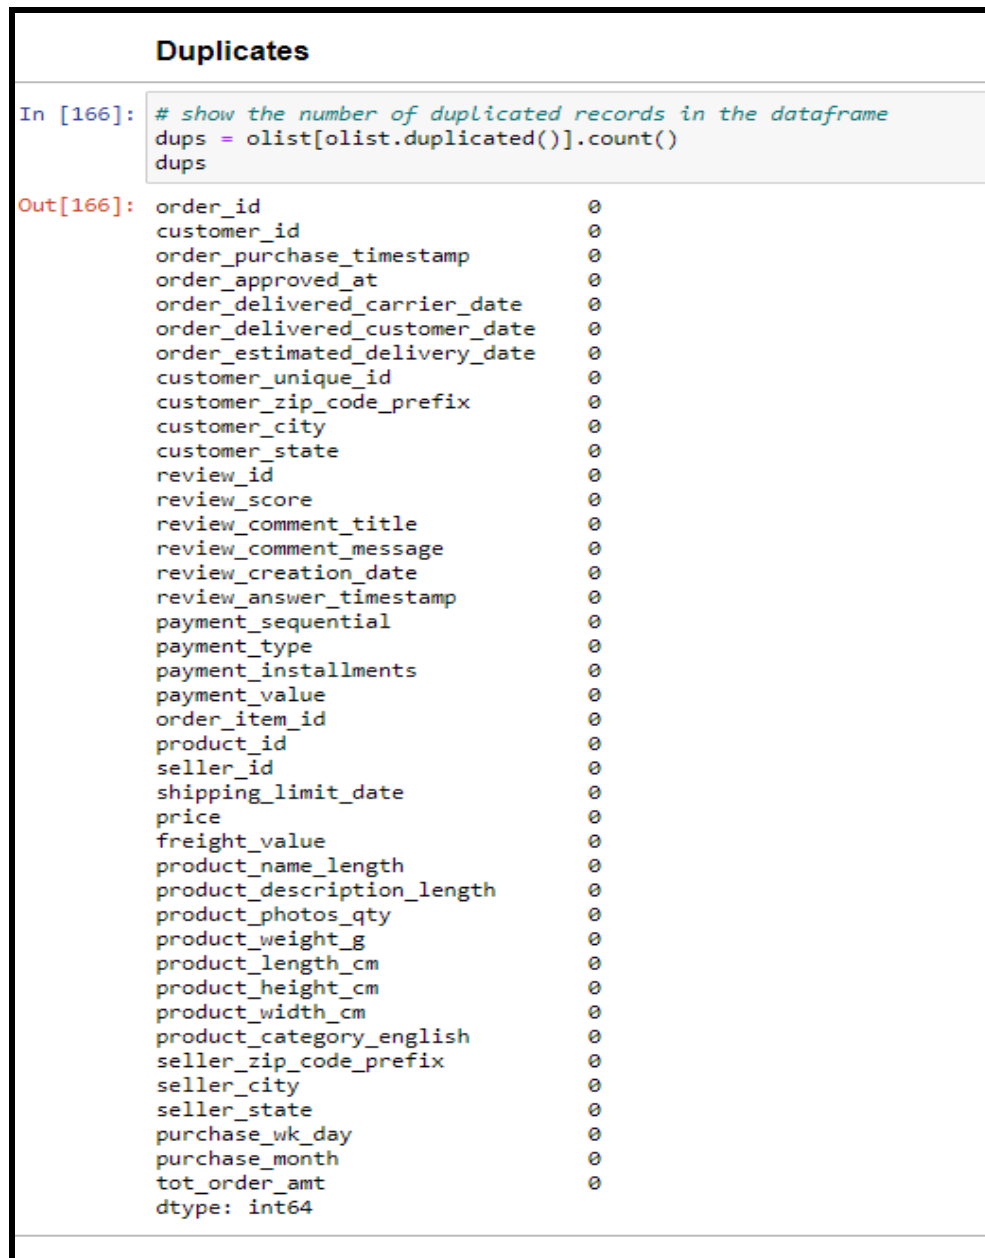 Duplicates
In [166]: # show the number of duplicated records in the dataframe
dups = olist[olist.duplicated()].count()
dups
Out[166]: order_id 0
customer_id 0
order_purchase_timestamp 0
order_approved_at 0
order_delivered_carrier_date 0
order_delivered_customer_date 0
order_estimated_delivery_date 0
customer_unique_id 0
customer_zip_code_prefix 0
customer_city 0
customer_state 0
review_id 0
review_score 0
review_comment_title 0
review_comment_message 0
review_creation_date 0
review_answer_timestamp 0
payment_sequential 0
payment_type 0
payment_installments 0
payment_value 0
order_item_id 0
product_id 0
seller_id 0
shipping_limit_date 0
price 0
freight_value 0
product_name_length 0
product_description_length 0
product_photos_qty 0
product_weight_g 0
product_length_cm 0
product_height_cm 0
product_width_cm 0
product_category_english 0
seller_zip_code_prefix 0
seller_city 0
seller_state 0
purchase_wk_day 0
purchase_month 0
tot_order_amt 0
dtype: int64